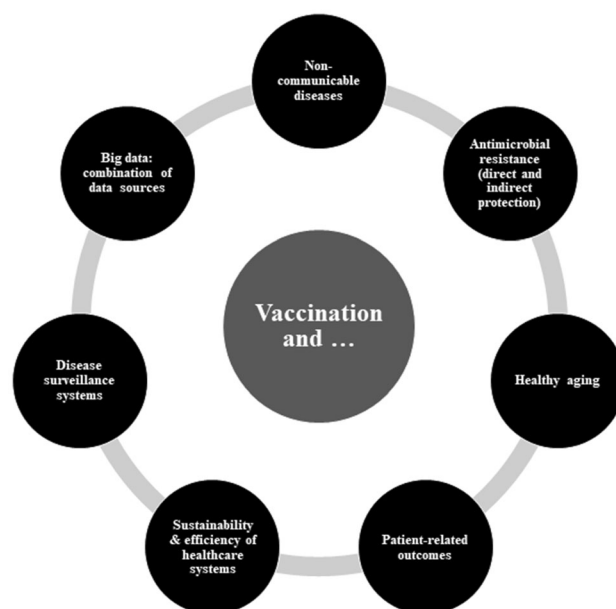 Non-
communicable
diseases
Antimicrobial
resistance
(direct and
indirect
protection)
Healthy aging
Patient-related
outcomes
Sustainability
& efficiency of
healthcare
systems
Disease
surveillance
systems
Big data:
combination of
data sources
Vaccination
and …